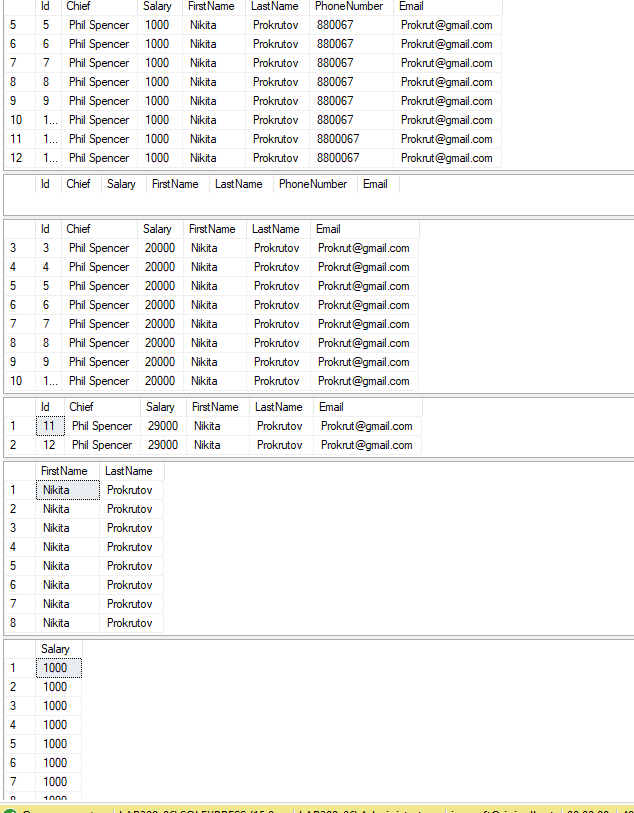 Id Chief Salary FirstName LastName PhoneNumber Email
5 5 Phil Spencer 1000 Nikita Prokrutov 880067 Prokrut@gmail.com
6 6 Phil Spencer 1000 Nikita Prokrutov 880067 Prokrut@gmail.com
7 7 Phil Spencer 1000 Nikita Prokrutov 880067 Prokrut@gmail.com
8 8 Phil Spencer 1000 Nikita Prokrutov 880067 Prokrut@gmail.com
9 9 Phil Spencer 1000 Nikita Prokrutov 880067 Prokrut@gmail.com
10 1... Phil Spencer 1000 Nikita Prokrutov 880067 Prokrut@gmail.com
11 1... Phil Spencer 1000 Nikita Prokrutov 8800067 Prokrut@gmail.com
12 1... Phil Spencer 1000 Nikita Prokrutov 8800067 Prokrut@gmail.com
Id Chief Salary FirstName LastName PhoneNumber Email
Id Chief Salary FirstName LastName Email
3 3 Phil Spencer 20000 Nikita Prokrutov Prokrut@gmail.com
4 4 Phil Spencer 20000 Nikita Prokrutov Prokrut@gmail.com
5 5 Phil Spencer 20000 Nikita Prokrutov Prokrut@gmail.com
6 6 Phil Spencer 20000 Nikita Prokrutov Prokrut@gmail.com
7 7 Phil Spencer 20000 Nikita Prokrutov Prokrut@gmail.com
8 8 Phil Spencer 20000 Nikita Prokrutov Prokrut@gmail.com
9 9 Phil Spencer 20000 Nikita Prokrutov Prokrut@gmail.com
10 1... Phil Spencer 20000 Nikita Prokrutov Prokrut@gmail.com
Id Chief Salary FirstName LastName Email
1 11 Phil Spencer 29000 Nikita Prokrutov Prokrut@gmail.com
2 12 Phil Spencer 29000 Nikita Prokrutov Prokrut@gmail.com
FirstName LastName
1 Nikita Prokrutov
2 Nikita Prokrutov
3 Nikita Prokrutov
4 Nikita Prokrutov
5 Nikita Prokrutov
6 Nikita Prokrutov
7 Nikita Prokrutov
8 Nikita Prokrutov
Salary
1 1000
2 1000
3 1000
4 1000
5 1000
6 1000
7 1000
8 1000